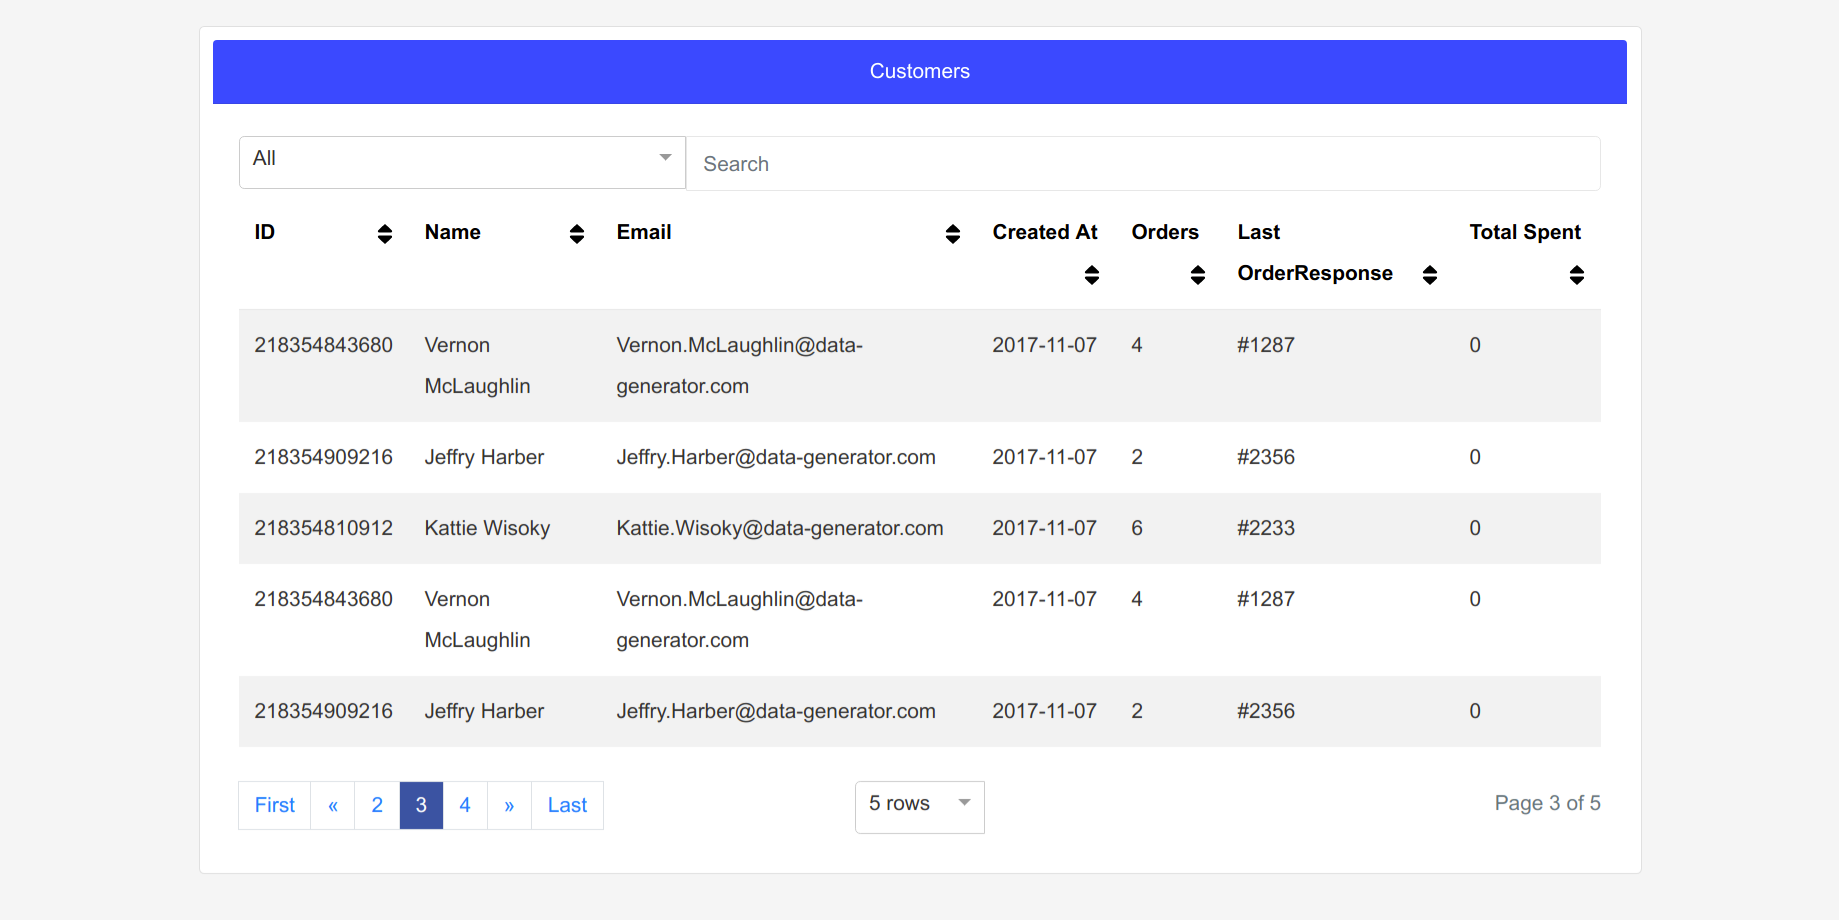 Customers
All Search
ID Name Email Created At Orders Last OrderResponse Total Spent
218354843680 Vernon McLaughlin Vernon.McLaughlin@data-generator.com 2017-11-07 4 #1287 0
218354909216 Jeffry Harber Jeffry.Harber@data-generator.com 2017-11-07 2 #2356 0
218354810912 Kattie Wisoky Kattie.Wisoky@data-generator.com 2017-11-07 6 #2233 0
218354843680 Vernon McLaughlin Vernon.McLaughlin@data-generator.com 2017-11-07 4 #1287 0
218354909216 Jeffry Harber Jeffry.Harber@data-generator.com 2017-11-07 2 #2356 0
First « 2 3 4 » Last 5 rows Page 3 of 5